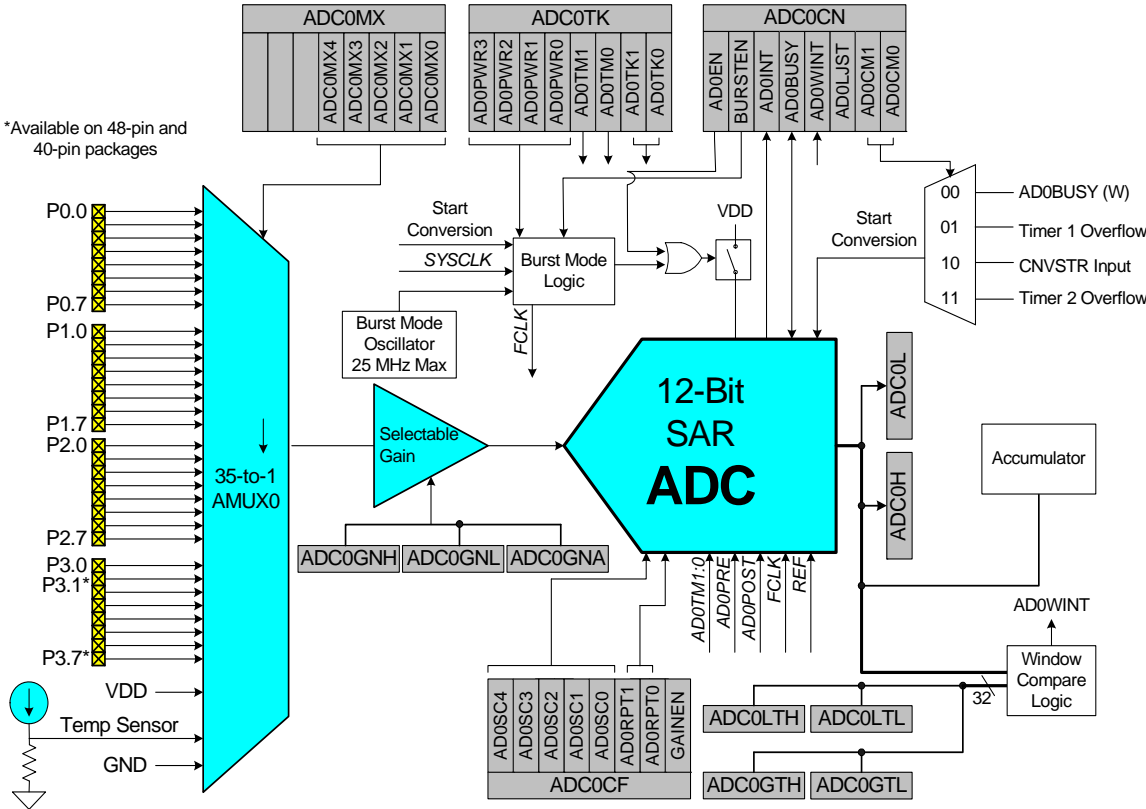 ADC0MX
ADC0TK
ADC0CN
ADC0MX4
ADC0MX3
ADC0MX2
ADC0MX1
ADC0MX0
AD0PWR3
AD0PWR2
AD0PWR1
AD0PWR0
AD0TM1
AD0TM0
AD0TK1
AD0TK0
AD0EN
BURSTEN
AD0INT
AD0BUSY
AD0WINT
AD0LJST
AD0CM1
AD0CM0
*Available on 48-pin and
40-pin packages
P0.0
P0.7
P1.0
P1.7
P2.0
P2.7
P3.0
P3.1*
P3.7*
VDD
Temp Sensor
GND
35-to-1
AMUX0
Start
Conversion
SYSCLK
Burst Mode
Logic
Burst Mode
Oscillator
25 MHz Max
FCLK
VDD
Start
Conversion
00
01
10
11
AD0BUSY (W)
Timer 1 Overflow
CNVSTR Input
Timer 2 Overflow
Selectable
Gain
12-Bit
SAR
ADC
ADC0L
ADC0H
Accumulator
ADC0GNH
ADC0GNL
ADC0GNA
AD0TM1:0
AD0PRE
AD0POST
FCLK
REF
AD0WINT
Window
Compare
Logic
32
AD0SC4
AD0SC3
AD0SC2
AD0SC1
AD0SC0
AD0RPT1
AD0RPT0
GAINEN
ADC0CF
ADC0LTH
ADC0LTL
ADC0GTH
ADC0GTL